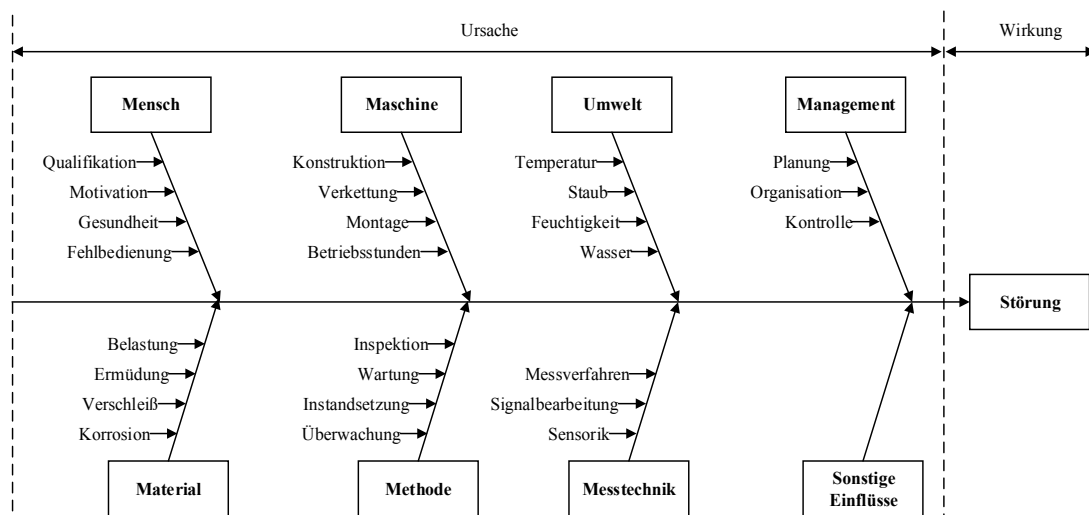 Ursache
Wirkung
Mensch
Maschine
Umwelt
Management
Qualifikation
Motivation
Gesundheit
Fehlbedienung
Konstruktion
Verkettung
Montage
Betriebsstunden
Temperatur
Staub
Feuchtigkeit
Wasser
Planung
Organisation
Kontrolle
Störung
Belastung
Ermüdung
Verschleiß
Korrosion
Inspektion
Wartung
Instandsetzung
Überwachung
Messverfahren
Signalbearbeitung
Sensorik
Material
Methode
Messtechnik
Sonstige
Einflüsse